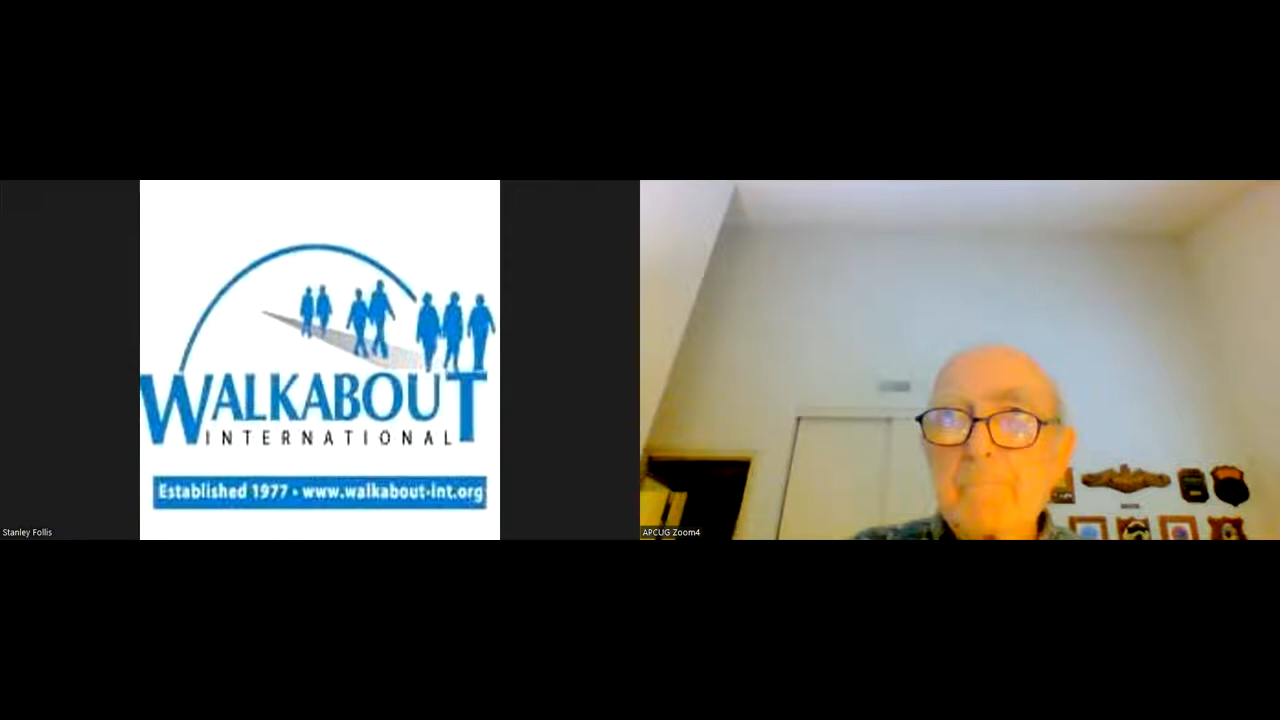 WALKABOUT
INTERNATIONAL
Established 1977 • www.walkabout-int.org
Stanley Follis
APCUG Zoom4